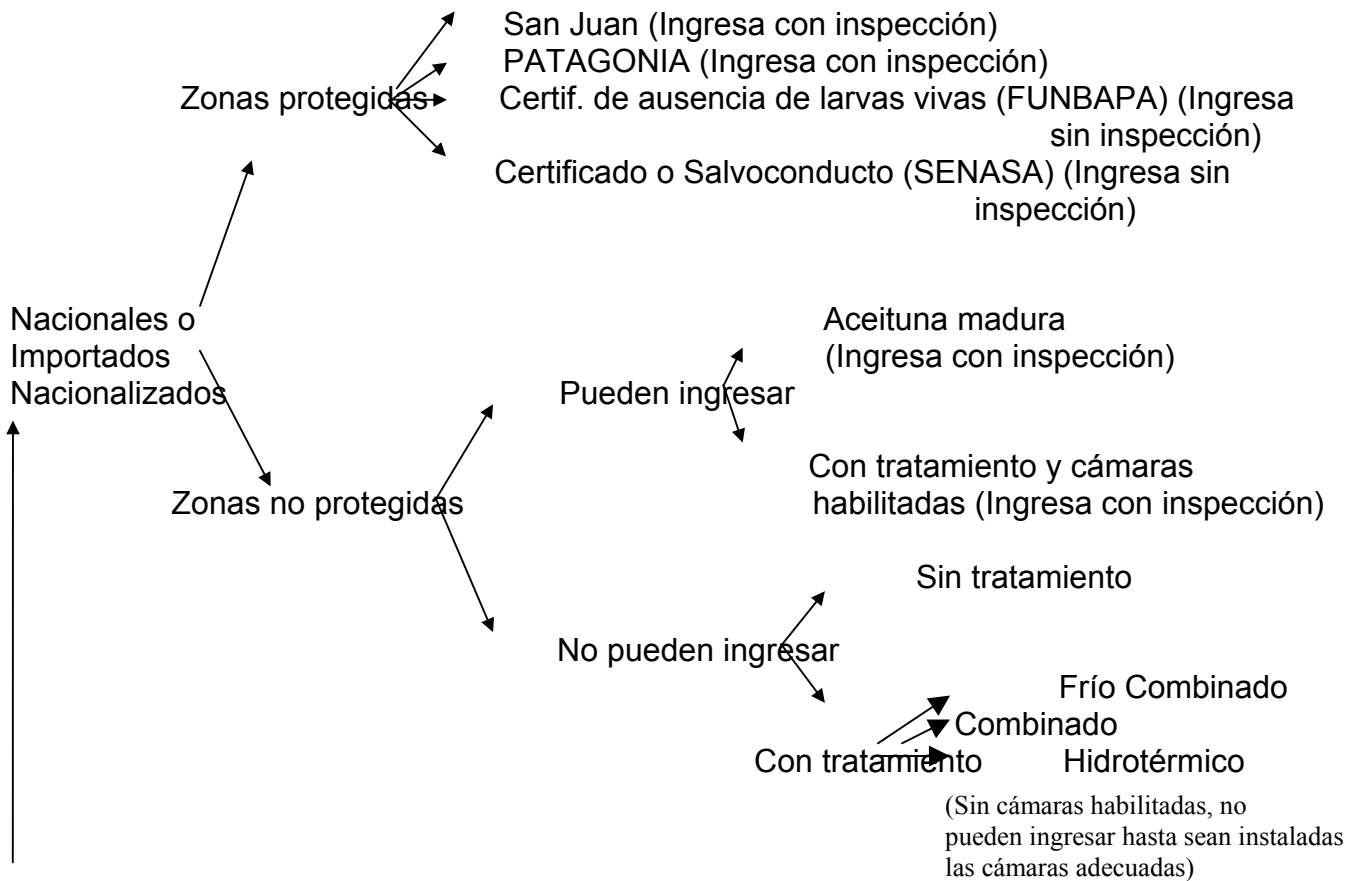 San Juan (Ingresa con inspección)
PATAGONIA (Ingresa con inspección)
Zonas protegidas
Certif. de ausencia de larvas vivas (FUNBAPA) (Ingresa
sin inspección)
Certificado o Salvoconducto (SENASA) (Ingresa sin
inspección)
Nacionales o
Importados
Nacionalizados
Aceituna madura
(Ingresa con inspección)
Pueden ingresar
Con tratamiento y cámaras
habilitadas (Ingresa con inspección)
Zonas no protegidas
Sin tratamiento
No pueden ingresar
Frío Combinado
Combinado
Con tratamiento
Hidrotérmico
(Sin cámaras habilitadas, no
pueden ingresar hasta sean instaladas
las cámaras adecuadas)